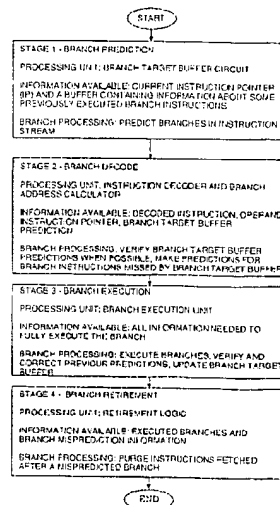 START
STAGE 1 - BRANCH PREDICTION
PROCESSING UNIT: BRANCH TARGET BUFFER CIRCUIT
INFORMATION AVAILABLE: CURRENT INSTRUCTION POINTER
(IP) AND A BUFFER CONTAINING INFORMATION ABOUT SOME
PREVIOUSLY EXECUTED BRANCH INSTRUCTIONS
BRANCH PROCESSING: PREDICT BRANCHES IN INSTRUCTION
STREAM
STAGE 2 - BRANCH DECODE
PROCESSING UNIT: INSTRUCTION DECODER AND BRANCH
ADDRESS CALCULATOR
INFORMATION AVAILABLE: DECODED INSTRUCTION, OPERAND,
INSTRUCTION POINTER, BRANCH TARGET BUFFER
PREDICTION
BRANCH PROCESSING: VERIFY BRANCH TARGET BUFFER
PREDICTIONS WHEN POSSIBLE, MAKE PREDICTIONS FOR
BRANCH INSTRUCTIONS MISSED BY BRANCH TARGET BUFFER
STAGE 3 - BRANCH EXECUTION
PROCESSING UNIT: BRANCH EXECUTION UNIT
INFORMATION AVAILABLE: ALL INFORMATION NEEDED TO
FULLY EXECUTE THE BRANCH
BRANCH PROCESSING: EXECUTE BRANCHES, VERIFY AND
CORRECT PREVIOUS PREDICTIONS, UPDATE BRANCH TARGET
BUFFER
STAGE 4 - BRANCH RETIREMENT
PROCESSING UNIT: RETIREMENT LOGIC
INFORMATION AVAILABLE: EXECUTED BRANCHES AND
BRANCH MISPREDICTION INFORMATION
BRANCH PROCESSING: PURGE INSTRUCTIONS FETCHED
AFTER A MISPREDICTED BRANCH
END